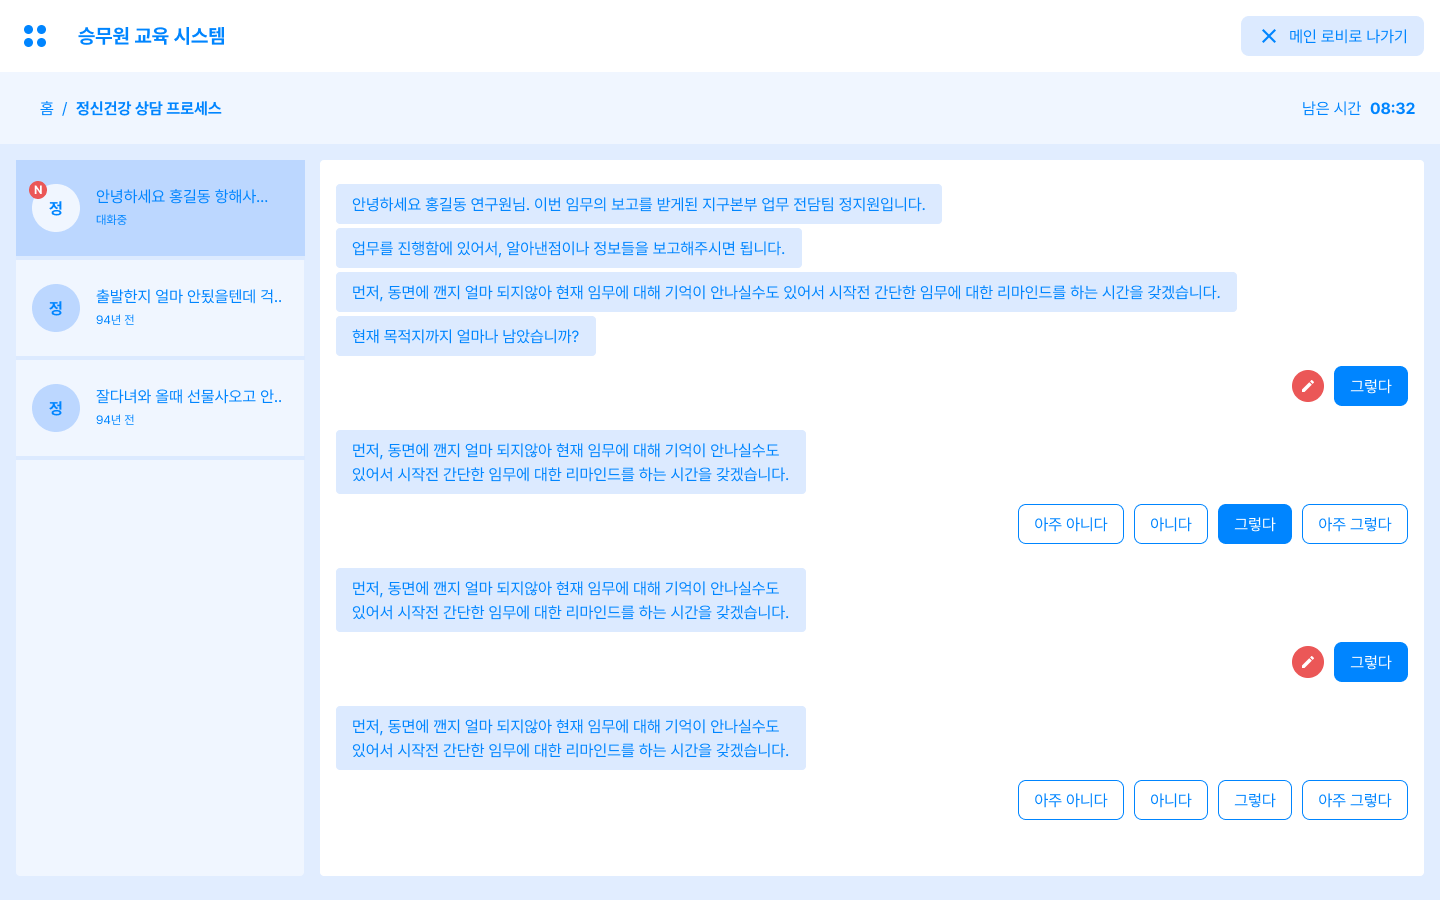 승무원 교육 시스템
메인 로비로 나가기
홈 / 정신건강 상담 프로세스
남은 시간 08:32
N
정
안녕하세요 홍길동 항해사...
대화중
정
출발한지 얼마 안됬을텐데 걱..
94년 전
정
잘다녀와 올때 선물사오고 안..
94년 전
안녕하세요 홍길동 연구원님. 이번 임무의 보고를 받게된 지구본부 업무 전담팀 정지원입니다.
업무를 진행함에 있어서, 알아낸점이나 정보들을 보고해주시면 됩니다.
먼저, 동면에 깬지 얼마 되지않아 현재 임무에 대해 기억이 안나실수도 있어서 시작전 간단한 임무에 대한 리마인드를 하는 시간을 갖겠습니다.
현재 목적지까지 얼마나 남았습니까?
그렇다
먼저, 동면에 깬지 얼마 되지않아 현재 임무에 대해 기억이 안나실수도
있어서 시작전 간단한 임무에 대한 리마인드를 하는 시간을 갖겠습니다.
아주 아니다 아니다 그렇다 아주 그렇다
먼저, 동면에 깬지 얼마 되지않아 현재 임무에 대해 기억이 안나실수도
있어서 시작전 간단한 임무에 대한 리마인드를 하는 시간을 갖겠습니다.
그렇다
먼저, 동면에 깬지 얼마 되지않아 현재 임무에 대해 기억이 안나실수도
있어서 시작전 간단한 임무에 대한 리마인드를 하는 시간을 갖겠습니다.
아주 아니다 아니다 그렇다 아주 그렇다